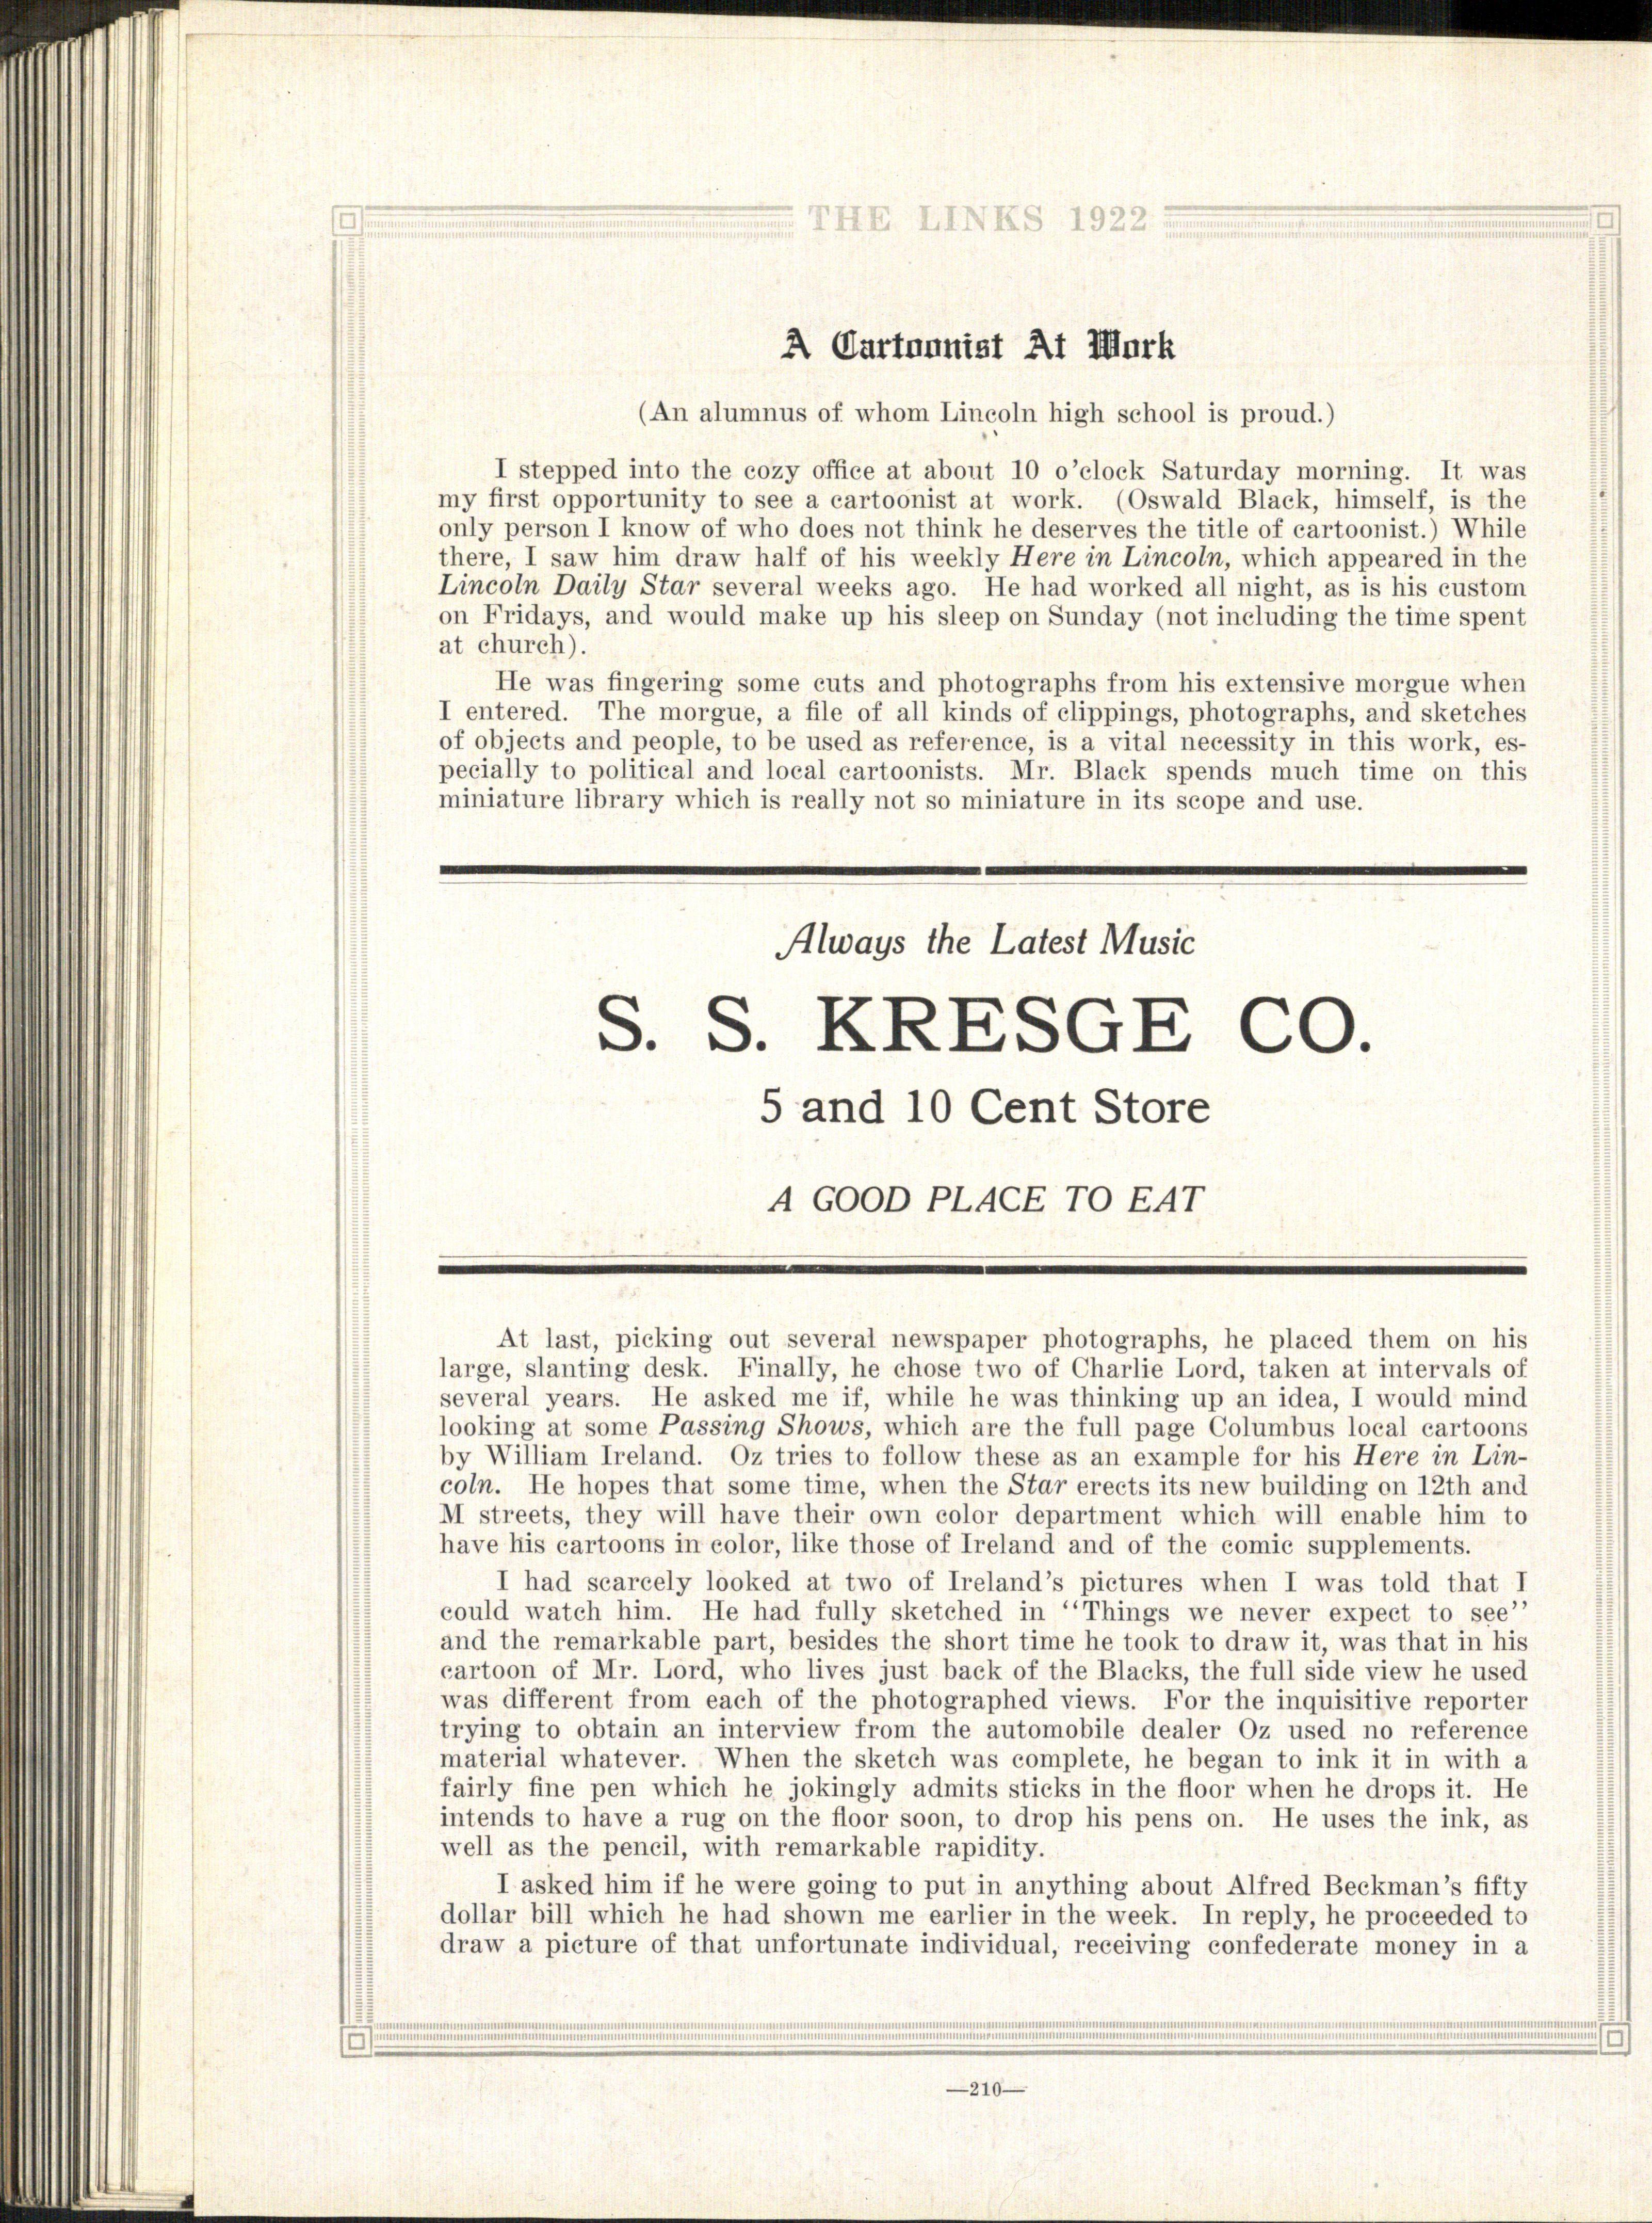 THE LINKS 1922
A Cartoonist At Work
(An alumnus of whom Lincoln high school is proud.)
I stepped into the cozy office at about 10 o'clock Saturday morning. It was
my first opportunity to see a cartoonist at work. (Oswald Black, himself, is the
only person I know of who does not think he deserves the title of cartoonist.) While
there, I saw him draw half of his weekly Here in Lincoln, which appeared in the
Lincoln Daily Star several weeks ago. He had worked all night, as is his custom
on Fridays, and would make up his sleep on Sunday (not including the time spent
at church).
He was fingering some cuts and photographs from his extensive morgue when
I entered. The morgue, a file of all kinds of clippings, photographs, and sketches
of objects and people, to be used as reference, is a vital necessity in this work, es-
pecially to political and local cartoonists. Mr. Black spends much time on this
miniature library which is really not so miniature in its scope and use.
Always the Latest Music
S. S. KRESGE CO.
5 and 10 Cent Store
A GOOD PLACE TO EAT
At last, picking out several newspaper photographs, he placed them on his
large, slanting desk. Finally, he chose two of Charlie Lord, taken at intervals of
several years. He asked me if, while he was thinking up an idea, I would mind
looking at some Passing Shows, which are the full page Columbus local cartoons
by William Ireland. Oz tries to follow these as an example for his Here in Lin-
coln. He hopes that some time, when the Star erects its new building on 12th and
M streets, they will have their own color department which will enable him to
have his cartoons in color, like those of Ireland and of the comic supplements.
I had scarcely looked at two of Ireland's pictures when I was told that I
could watch him. He had fully sketched in ''Things we never expect to see''
and the remarkable part, besides the short time he took to draw it, was that in his
cartoon of Mr. Lord, who lives just back of the Blacks, the full side view he used
was different from each of the photographed views. For the inquisitive reporter
trying to obtain an interview from the automobile dealer Oz used no reference
material whatever. When the sketch was complete, he began to ink it in with a
fairly fine pen which he jokingly admits sticks in the floor when he drops it. He
intends to have a rug on the floor soon, to drop his pens on. He uses the ink, as
well as the pencil, with remarkable rapidity.
I asked him if he were going to put in anything about Alfred Beckman's fifty
dollar bill which he had shown me earlier in the week. In reply, he proceeded to
draw a picture of that unfortunate individual, receiving confederate money in a
—210—